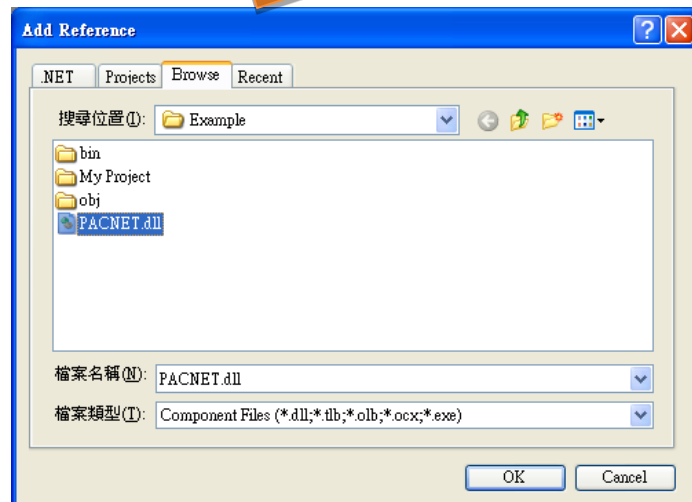 Add Reference
.NET Projects Browse Recent
搜尋位置(I): Example
bin
My Project
obj
PACNET.dll
檔案名稱(N): PACNET.dll
檔案類型(T): Component Files (*.dll;*.tlb;*.olb;*.ocx;*.exe)
OK Cancel